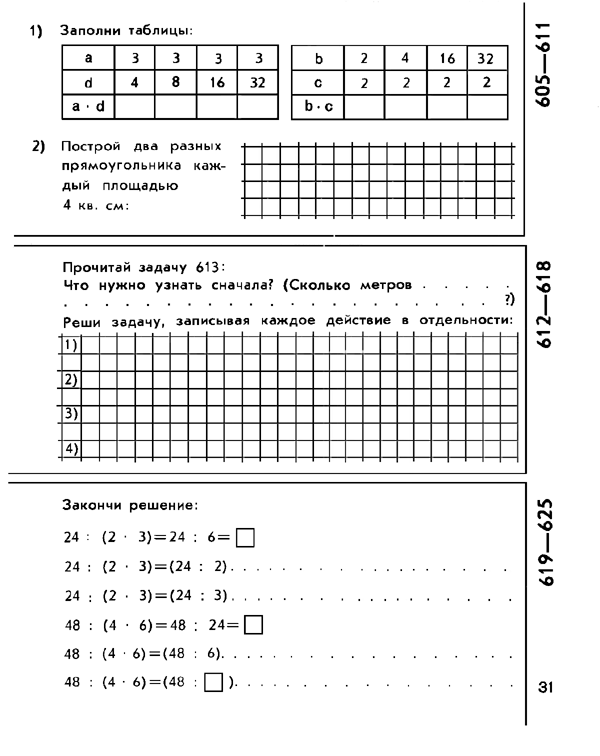 1) Заполни таблицы:
a 3 3 3 3
d 4 8 16 32
a · d
b 2 4 16 32
c 2 2 2 2
b · c
605—611
2) Построй два разных
прямоугольника каж-
дый площадью
4 кв. см:
Прочитай задачу 613:
Что нужно узнать сначала? (Сколько метров . . . . .
. . . . . . . . . . . . . . . . . . . . . . ?)
Реши задачу, записывая каждое действие в отдельности:
1)
2)
3)
4)
612—618
Закончи решение:
24 : (2 · 3)=24 : 6=
24 : (2 · 3)=(24 : 2). . . . . . . . . . . . . . . .
24 : (2 · 3)=(24 : 3). . . . . . . . . . . . . . . .
48 : (4 · 6)=48 : 24=
48 : (4 · 6)=(48 : 6). . . . . . . . . . . . . . . .
48 : (4 · 6)=(48 : ). . . . . . . . . . . . . . . .
619—625
31